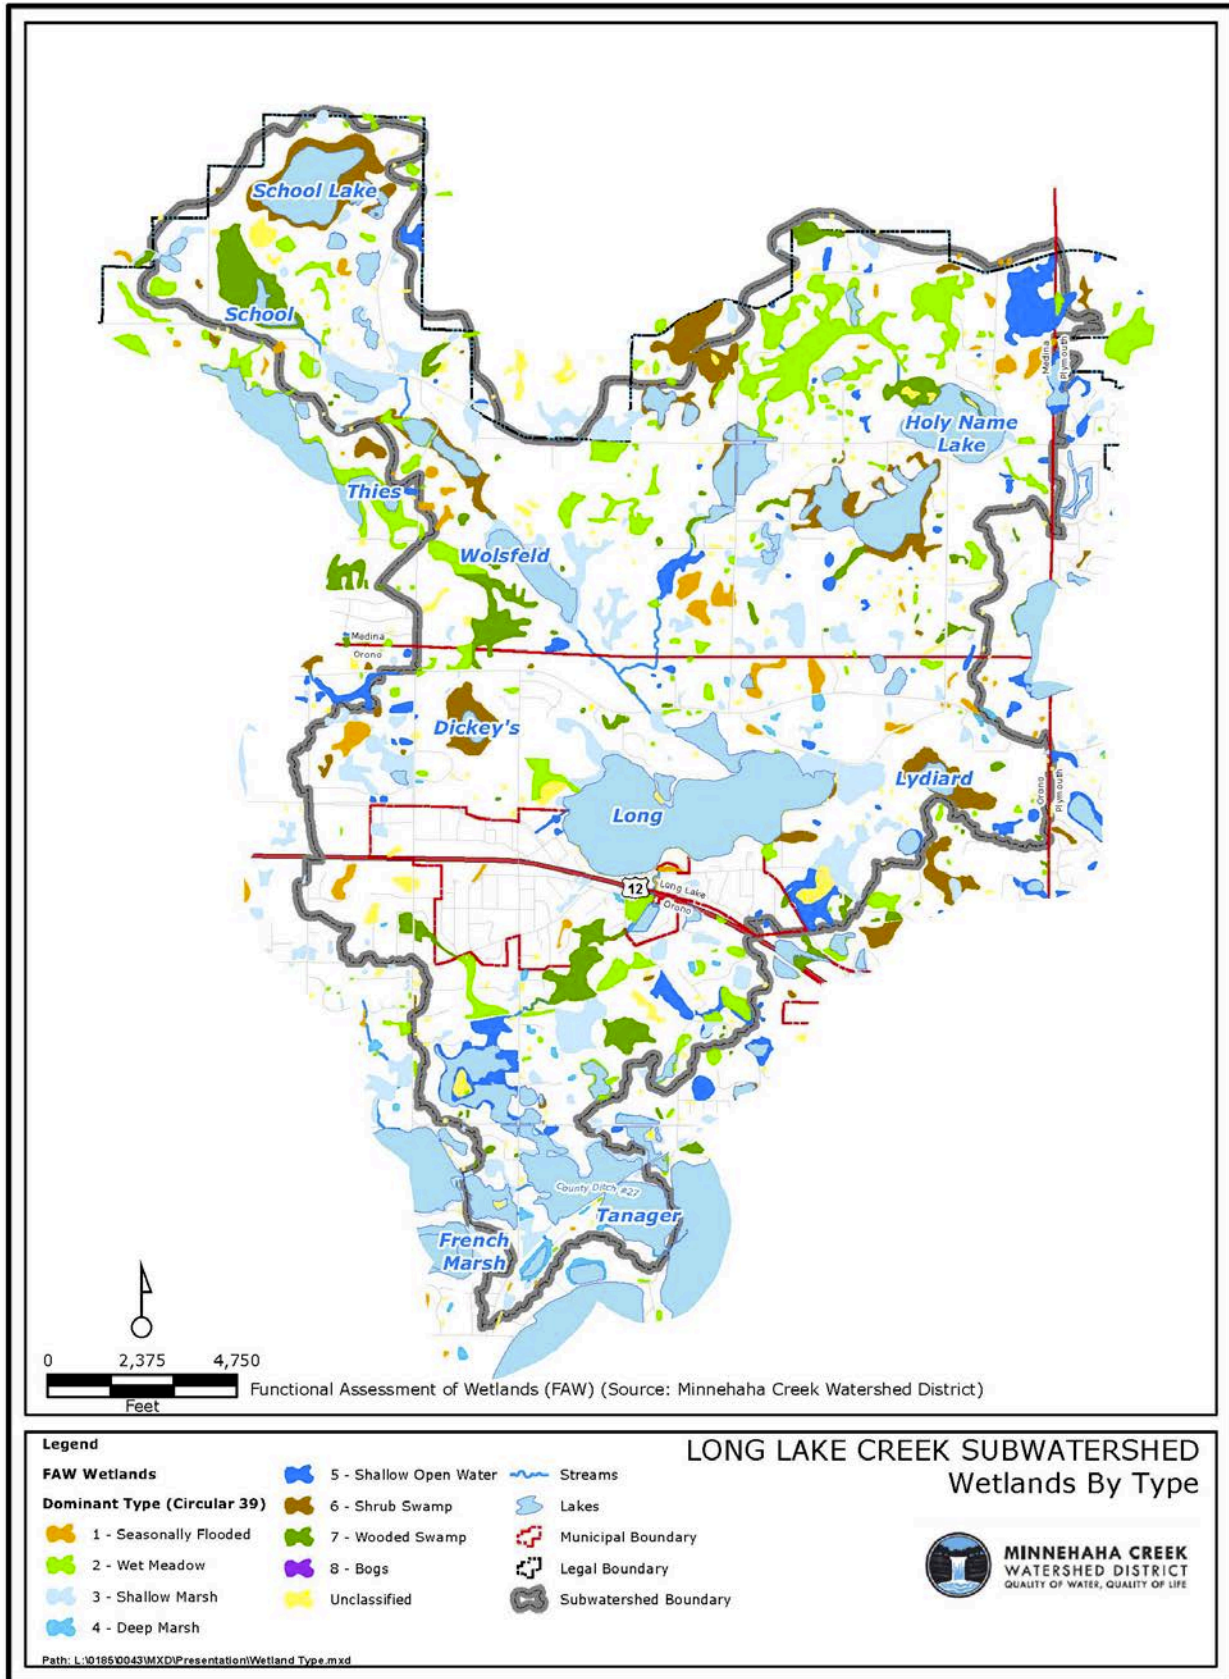 School Lake
School
Holy Name
Lake
Medina
Plymouth
Thies
Wolsfeld
Medina
Orono
Dickey's
Lydiard
Long
Orono
Plymouth
12
Long Lake
Orono
County Ditch #27
Tanager
French
Marsh
0 2,375 4,750
Feet
Functional Assessment of Wetlands (FAW) (Source: Minnehaha Creek Watershed District)
Legend
FAW Wetlands
Dominant Type (Circular 39)
1 - Seasonally Flooded
2 - Wet Meadow
3 - Shallow Marsh
4 - Deep Marsh
5 - Shallow Open Water
6 - Shrub Swamp
7 - Wooded Swamp
8 - Bogs
Unclassified
Streams
Lakes
Municipal Boundary
Legal Boundary
Subwatershed Boundary
LONG LAKE CREEK SUBWATERSHED
Wetlands By Type
MINNEHAHA CREEK
WATERSHED DISTRICT
QUALITY OF WATER, QUALITY OF LIFE
Path: L:\0185\0043\MXD\Presentation\Wetland Type.mxd